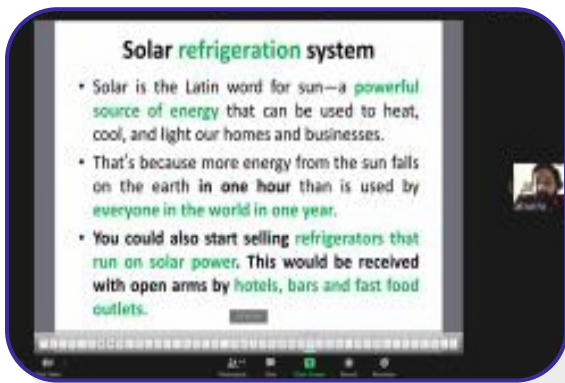 Solar refrigeration system
• Solar is the Latin word for sun—a powerful
source of energy that can be used to heat,
cool, and light our homes and businesses.
• That's because more energy from the sun falls
on the earth in one hour than is used by
everyone in the world in one year.
• You could also start selling refrigerators that
run on solar power. This would be received
with open arms by hotels, bars and fast food
outlets.